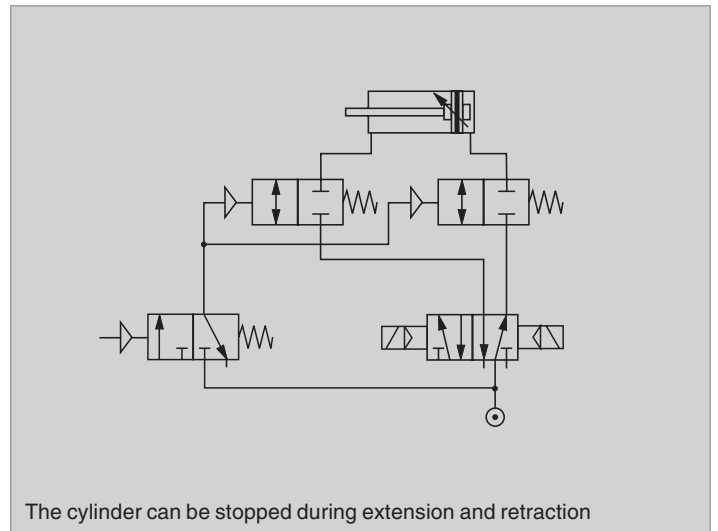 The cylinder can be stopped during extension and retraction